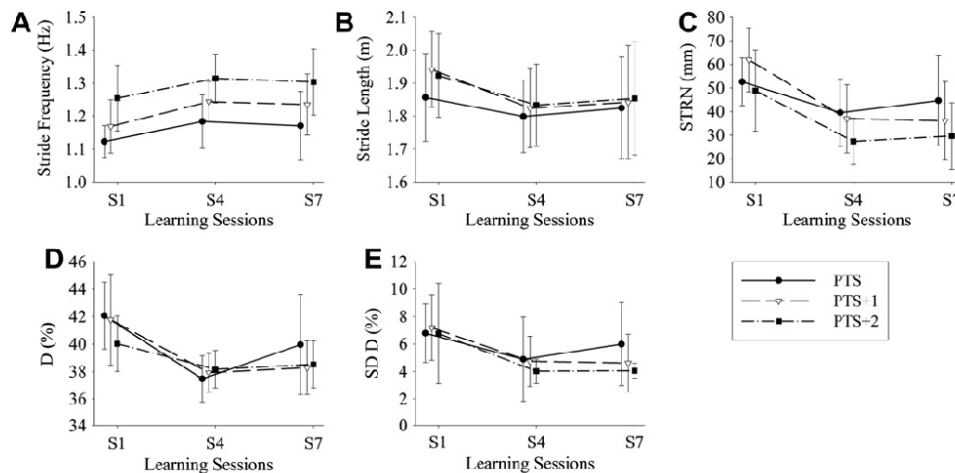 A
Stride Frequency (Hz)
1.5
1.4
1.3
1.2
1.1
1.0
S1 S4 S7
Learning Sessions
B
Stride Length (m)
2.1
2.0
1.9
1.8
1.7
1.6
S1 S4 S7
Learning Sessions
C
STRN (mm)
80
70
60
50
40
30
20
10
S1 S4 S7
Learning Sessions
D
D (%)
46
44
42
40
38
36
34
S1 S4 S7
Learning Sessions
E
SD D (%)
12
10
8
6
4
2
0
S1 S4 S7
Learning Sessions
PTS
PTS+1
PTS+2